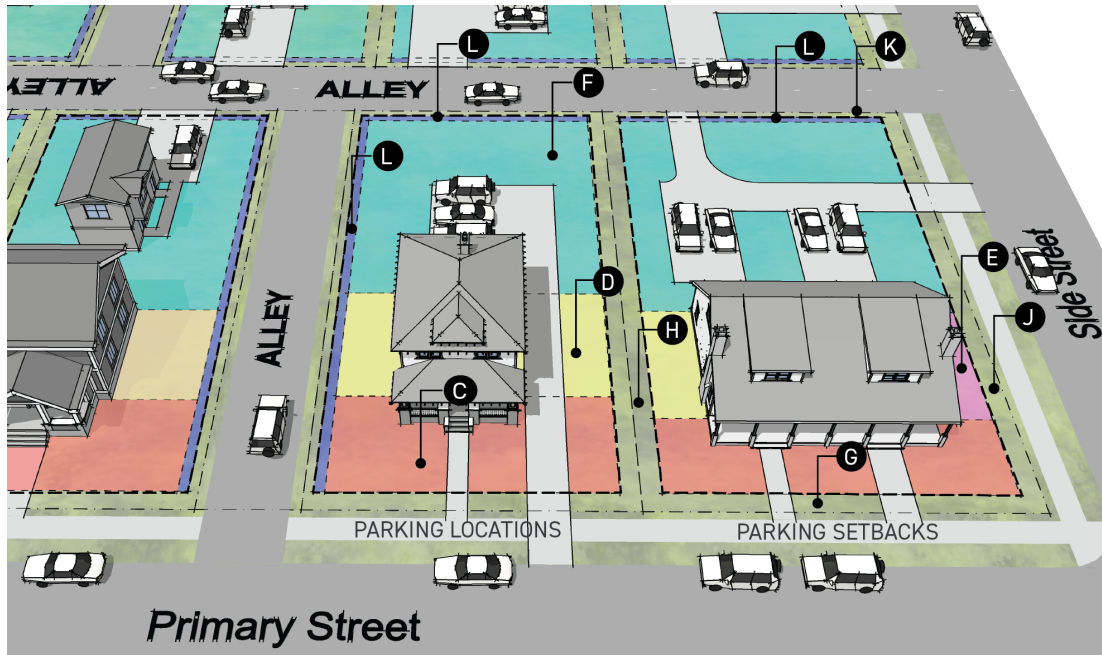 L
L
K
ALLEY
ALLEY
F
L
Side Street
E
D
ALLEY
H
J
C
G
PARKING LOCATIONS
PARKING SETBACKS
Primary Street